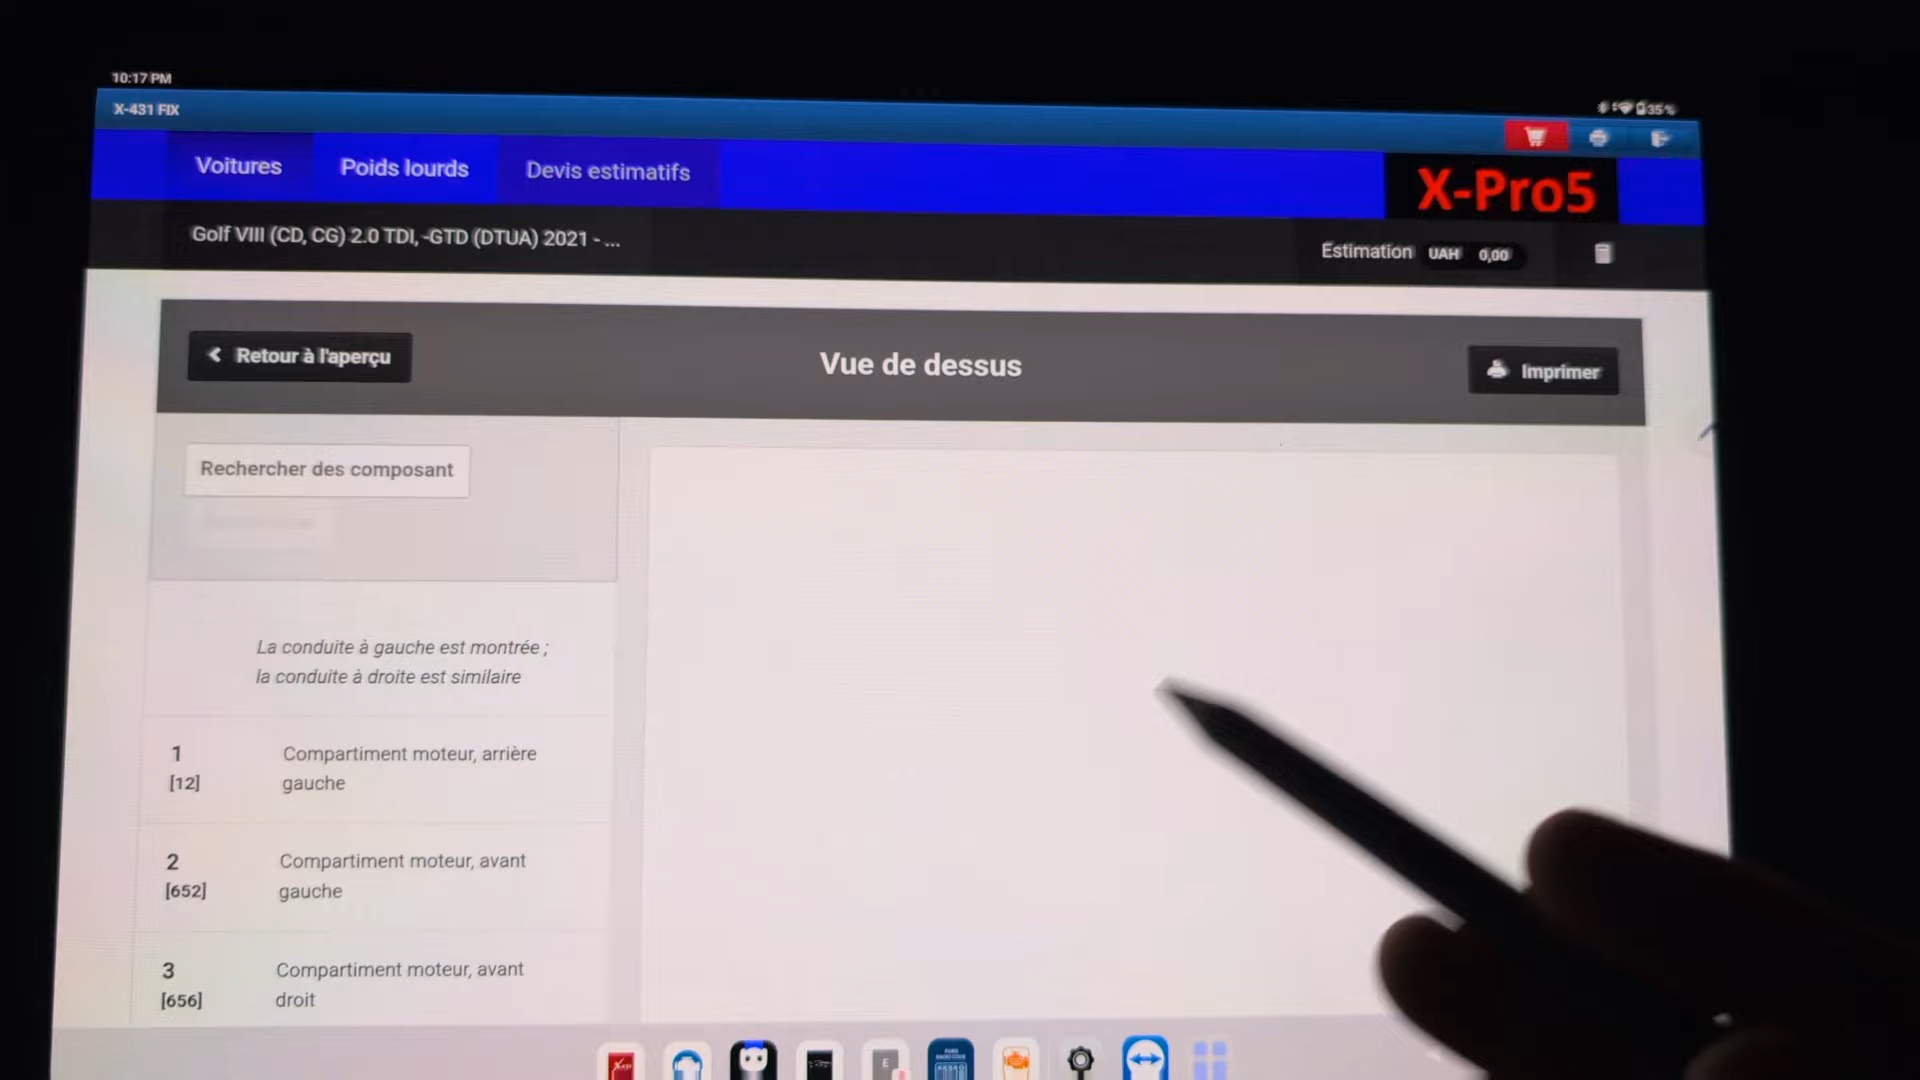 10:17 PM
35%
X-431 FIX
Voitures
Poids lourds
Devis estimatifs
X-Pro5
Golf VIII (CD, CG) 2.0 TDI, -GTD (DTUA) 2021 - ...
Estimation UAH 0,00
Retour à l'aperçu
Vue de dessus
Imprimer
Rechercher des composant
La conduite à gauche est montrée ;
la conduite à droite est similaire
1
Compartiment moteur, arrière
[12]
gauche
2
Compartiment moteur, avant
[652]
gauche
3
Compartiment moteur, avant
[656]
droit
E